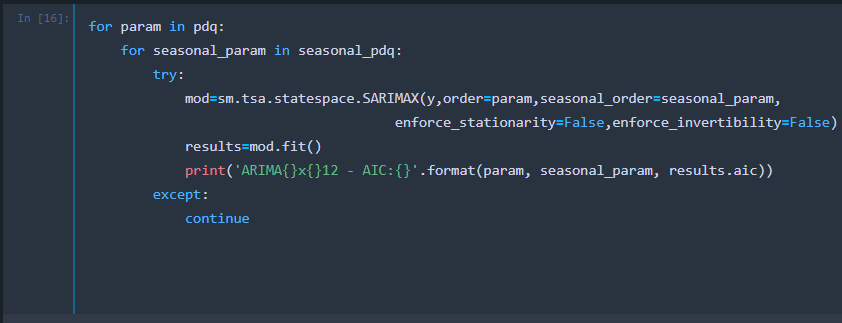 In [16]:
for param in pdq:
    for seasonal_param in seasonal_pdq:
        try:
            mod=sm.tsa.statespace.SARIMAX(y,order=param,seasonal_order=seasonal_param,
                                      enforce_stationarity=False,enforce_invertibility=False)
            results=mod.fit()
            print('ARIMA{}x{}12 - AIC:{}'.format(param, seasonal_param, results.aic))
        except:
            continue